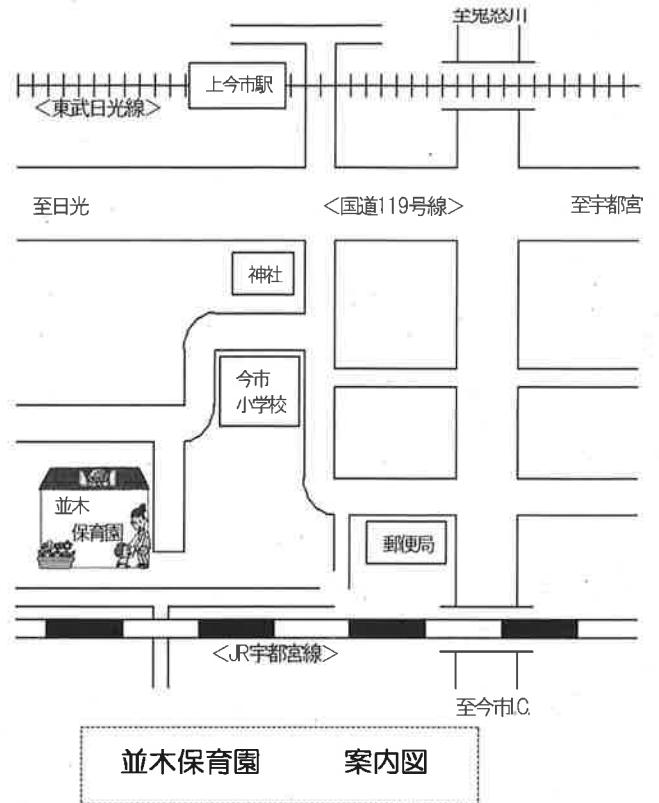 至鬼怒川
上今市駅
<東武日光線>
至日光
<国道119号線>
至宇都宮
神社
今市
小学校
並木
保育園
郵便局
<JR宇都宮線>
至今市I.C.
並木保育園 案内図